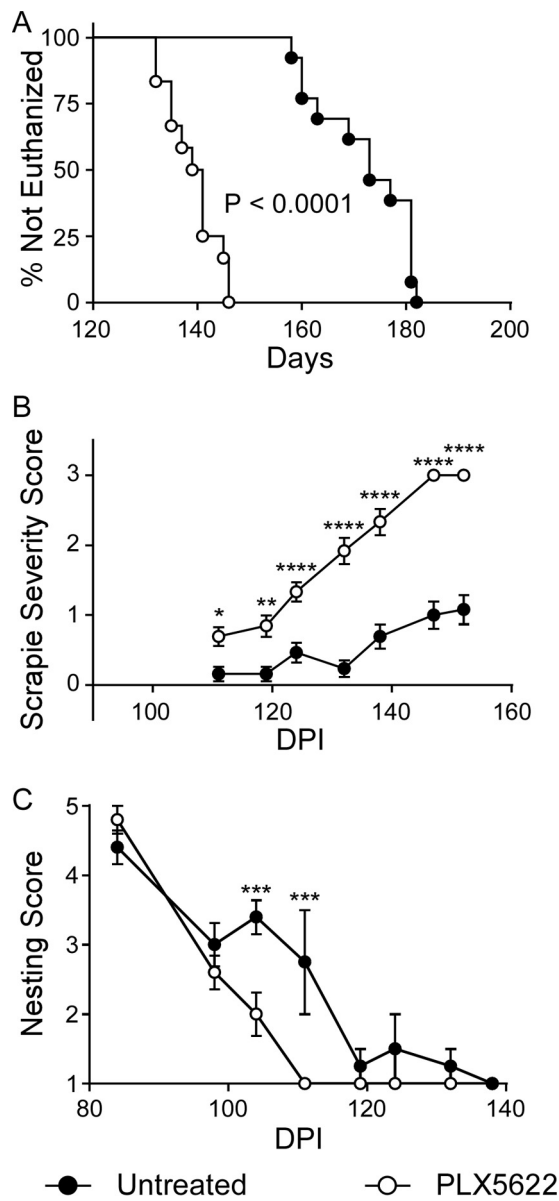 A
% Not Euthanized
100
75
50
25
0
P < 0.0001
120 140 160 180 200
Days
B
Scrapie Severity Score
3
2
1
0
* ** **** **** **** **** ****
100 120 140 160
DPI
C
Nesting Score
5
4
3
2
1
*** ***
80 100 120 140
DPI
Untreated PLX5622